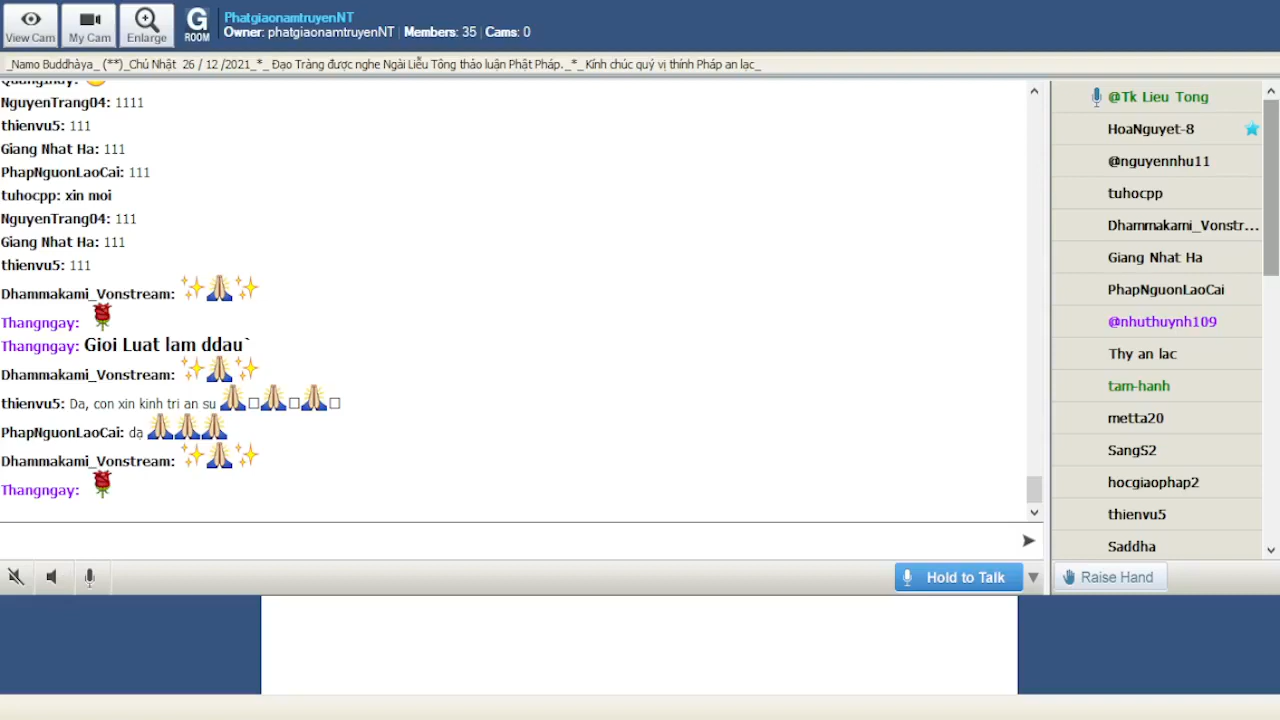 PhatgiaonamtruyenNT
Owner: phatgiaonamtruyenNT | Members: 35 | Cams: 0
View Cam
My Cam
Enlarge
G ROOM
_Namo Buddhàya_ (**)_Chủ Nhật 26 / 12 /2021_*_ Đạo Tràng được nghe Ngài Liễu Tông thảo luận Phật Pháp._*_Kính chúc quý vị thính Pháp an lạc_
NguyenTrang04: 1111
thienvu5: 111
Giang Nhat Ha: 111
PhapNguonLaoCai: 111
tuhocpp: xin moi
NguyenTrang04: 111
Giang Nhat Ha: 111
thienvu5: 111
Dhammakami_Vonstream: ✨🙏✨
Thangngay: 🌹
Thangngay: Gioi Luat lam ddau`
Dhammakami_Vonstream: ✨🙏✨
thienvu5: Da, con xin kinh tri an su 🙏□🙏□🙏□
PhapNguonLaoCai: dạ 🙏🙏🙏
Dhammakami_Vonstream: ✨🙏✨
Thangngay: 🌹
Hold to Talk
@Tk Lieu Tong
HoaNguyet-8
@nguyennhu11
tuhocpp
Dhammakami_Vonstr...
Giang Nhat Ha
PhapNguonLaoCai
@nhuthuynh109
Thy an lac
tam-hanh
metta20
SangS2
hocgiaophap2
thienvu5
Saddha
Raise Hand